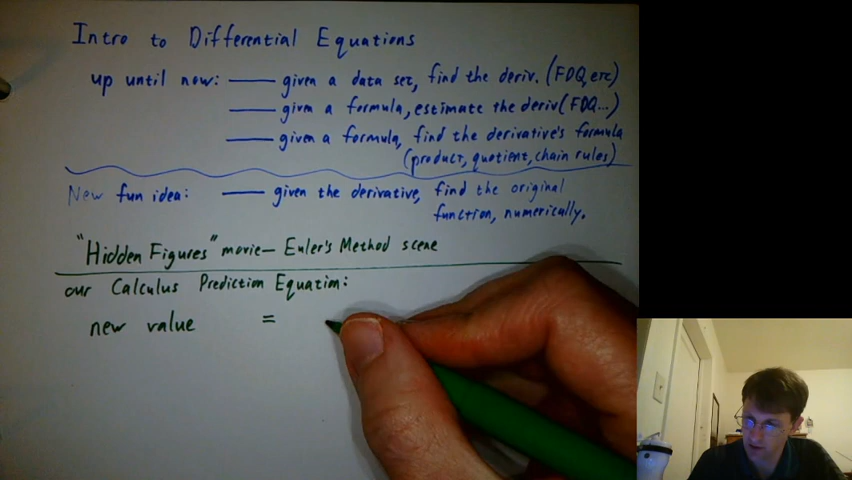 Intro to Differential Equations
up until now: —— given a data set, find the deriv. (FDQ, etc)
—— given a formula, estimate the deriv (FDQ...)
—— given a formula, find the derivative's formula
(product, quotient, chain rules)
New fun idea: —— given the derivative, find the original
function, numerically.
"Hidden Figures" movie— Euler's Method scene
our Calculus Prediction Equation:
new value =